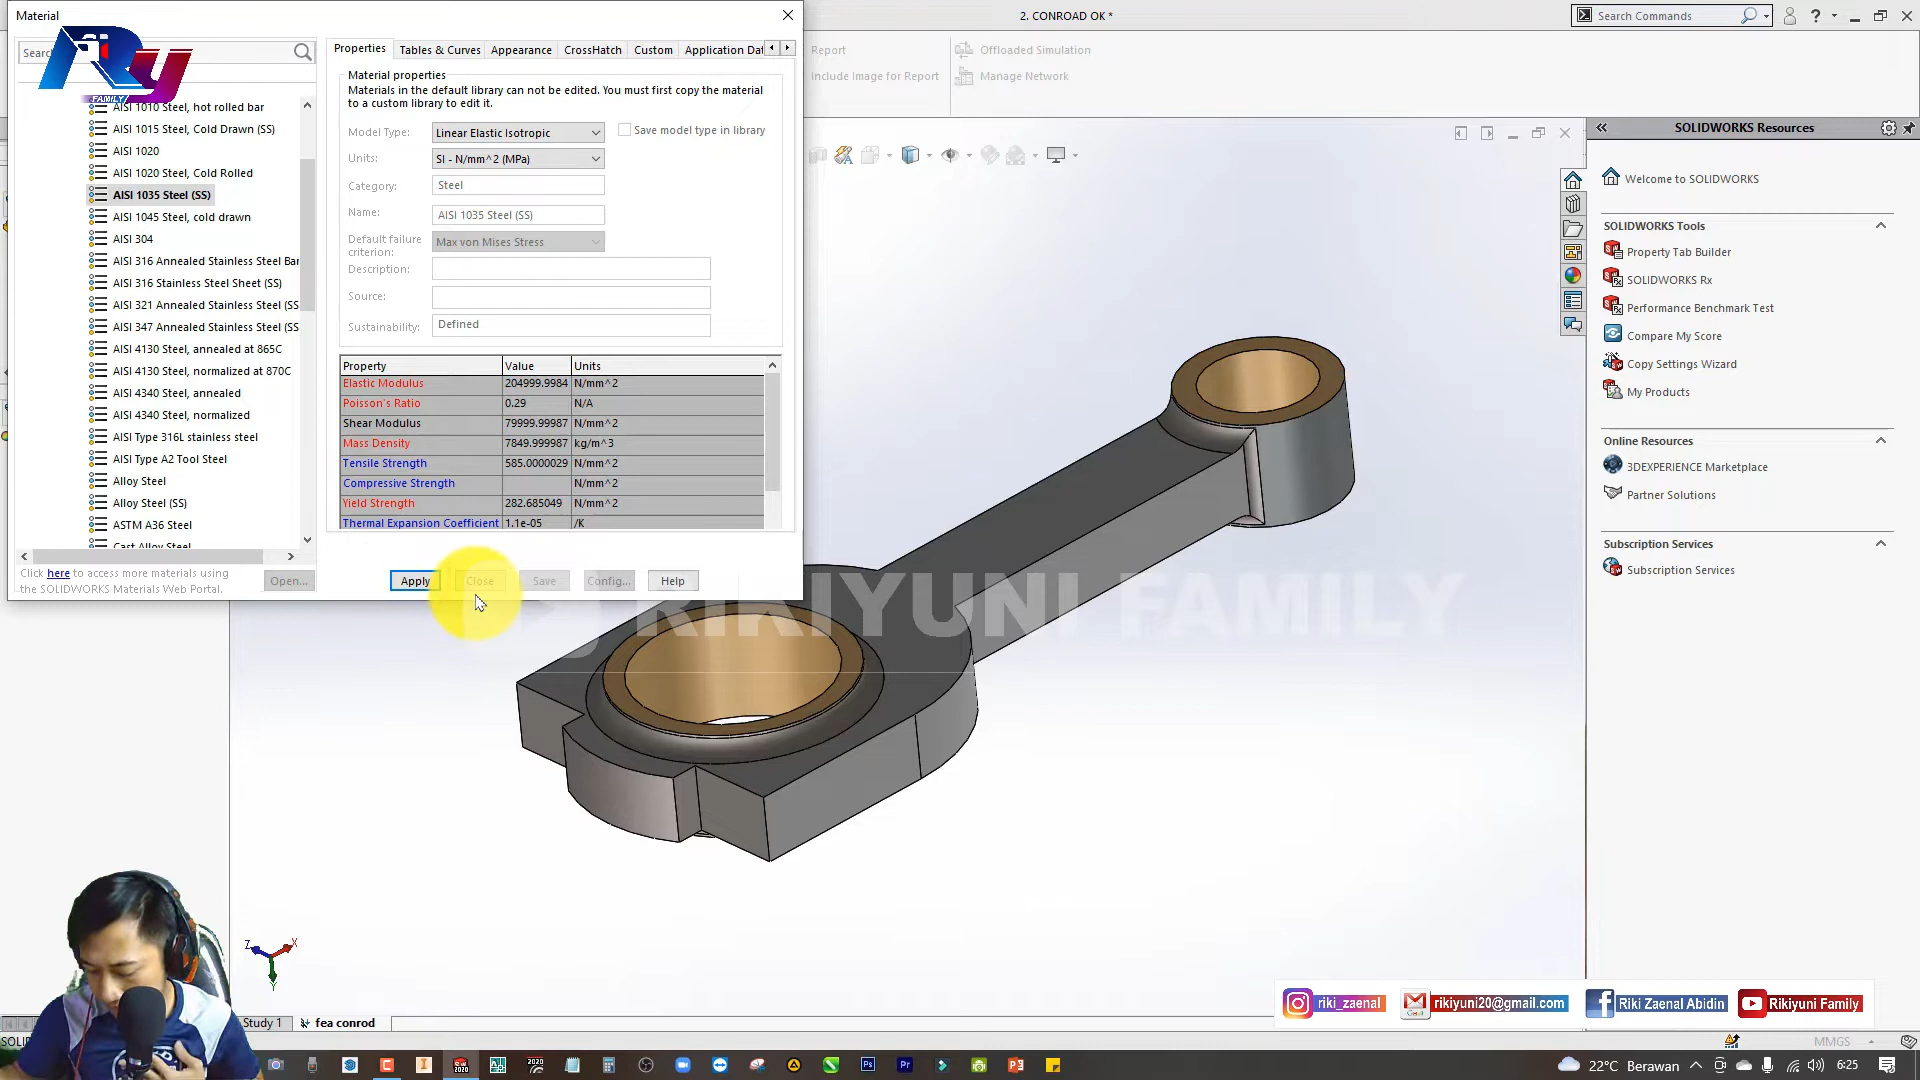 Material
2. CONROAD OK *
Search Commands
Sear
Ry
FAMILY
AISI 1010 Steel, hot rolled bar
AISI 1015 Steel, Cold Drawn (SS)
AISI 1020
AISI 1020 Steel, Cold Rolled
AISI 1035 Steel (SS)
AISI 1045 Steel, cold drawn
AISI 304
AISI 316 Annealed Stainless Steel Bar
AISI 316 Stainless Steel Sheet (SS)
AISI 321 Annealed Stainless Steel (SS
AISI 347 Annealed Stainless Steel (SS
AISI 4130 Steel, annealed at 865C
AISI 4130 Steel, normalized at 870C
AISI 4340 Steel, annealed
AISI 4340 Steel, normalized
AISI Type 316L stainless steel
AISI Type A2 Tool Steel
Alloy Steel
Alloy Steel (SS)
ASTM A36 Steel
Cast Alloy Steel
Click here to access more materials using
the SOLIDWORKS Materials Web Portal.
Open...
Properties
Tables & Curves
Appearance
CrossHatch
Custom
Application Dat
Material properties
Materials in the default library can not be edited. You must first copy the material
to a custom library to edit it.
Model Type:
Linear Elastic Isotropic
Save model type in library
Units:
SI - N/mm^2 (MPa)
Category:
Steel
Name:
AISI 1035 Steel (SS)
Default failure
criterion:
Max von Mises Stress
Description:
Source:
Sustainability:
Defined
Property Value Units
Elastic Modulus 204999.9984 N/mm^2
Poisson's Ratio 0.29 N/A
Shear Modulus 79999.99987 N/mm^2
Mass Density 7849.999987 kg/m^3
Tensile Strength 585.0000029 N/mm^2
Compressive Strength N/mm^2
Yield Strength 282.685049 N/mm^2
Thermal Expansion Coefficient 1.1e-05 /K
Apply
Close
Save
Config...
Help
Report
Include Image for Report
Offloaded Simulation
Manage Network
SOLIDWORKS Resources
Welcome to SOLIDWORKS
SOLIDWORKS Tools
Property Tab Builder
SOLIDWORKS Rx
Performance Benchmark Test
Compare My Score
Copy Settings Wizard
My Products
Online Resources
3DEXPERIENCE Marketplace
Partner Solutions
Subscription Services
Subscription Services
RIKIYUNI FAMILY
Z
X
Y
riki_zaenal
Gmail
rikiyuni20@gmail.com
Riki Zaenal Abidin
Rikiyuni Family
Study 1
fea conrod
SOLI
MMGS
22°C Berawan
6:25